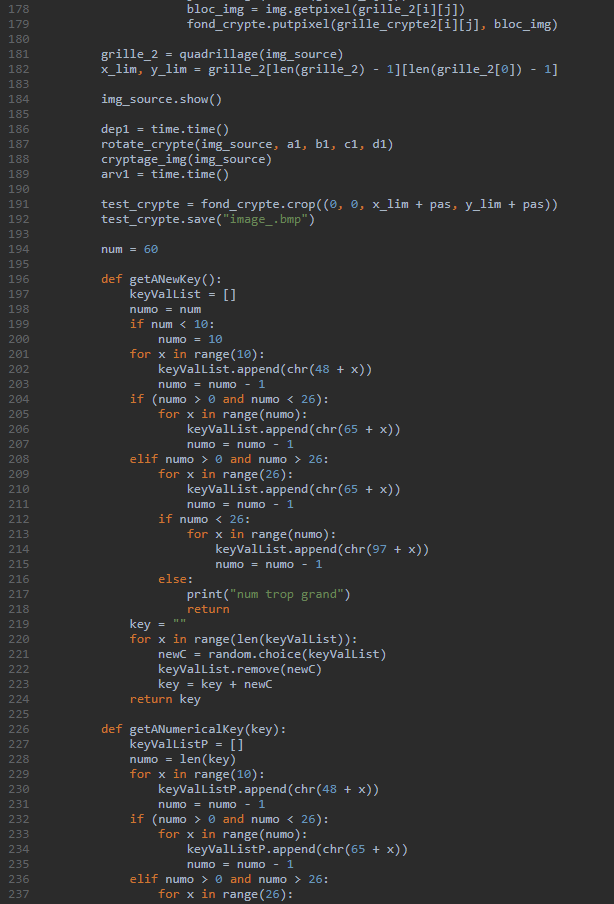 178 bloc_img = img.getpixel(grille_2[i][j])
179 fond_crypte.putpixel(grille_crypte2[i][j], bloc_img)
180
181 grille_2 = quadrillage(img_source)
182 x_lim, y_lim = grille_2[len(grille_2) - 1][len(grille_2[0]) - 1]
183
184 img_source.show()
185
186 dep1 = time.time()
187 rotate_crypte(img_source, a1, b1, c1, d1)
188 cryptage_img(img_source)
189 arv1 = time.time()
190
191 test_crypte = fond_crypte.crop((0, 0, x_lim + pas, y_lim + pas))
192 test_crypte.save("image_.bmp")
193
194 num = 60
195
196 def getANewKey():
197 keyValList = []
198 numo = num
199 if num < 10:
200 numo = 10
201 for x in range(10):
202 keyValList.append(chr(48 + x))
203 numo = numo - 1
204 if (numo > 0 and numo < 26):
205 for x in range(numo):
206 keyValList.append(chr(65 + x))
207 numo = numo - 1
208 elif numo > 0 and numo > 26:
209 for x in range(26):
210 keyValList.append(chr(65 + x))
211 numo = numo - 1
212 if numo < 26:
213 for x in range(numo):
214 keyValList.append(chr(97 + x))
215 numo = numo - 1
216 else:
217 print("num trop grand")
218 return
219 key = ""
220 for x in range(len(keyValList)):
221 newC = random.choice(keyValList)
222 keyValList.remove(newC)
223 key = key + newC
224 return key
225
226 def getANumericalKey(key):
227 keyValListP = []
228 numo = len(key)
229 for x in range(10):
230 keyValListP.append(chr(48 + x))
231 numo = numo - 1
232 if (numo > 0 and numo < 26):
233 for x in range(numo):
234 keyValListP.append(chr(65 + x))
235 numo = numo - 1
236 elif numo > 0 and numo > 26:
237 for x in range(26):